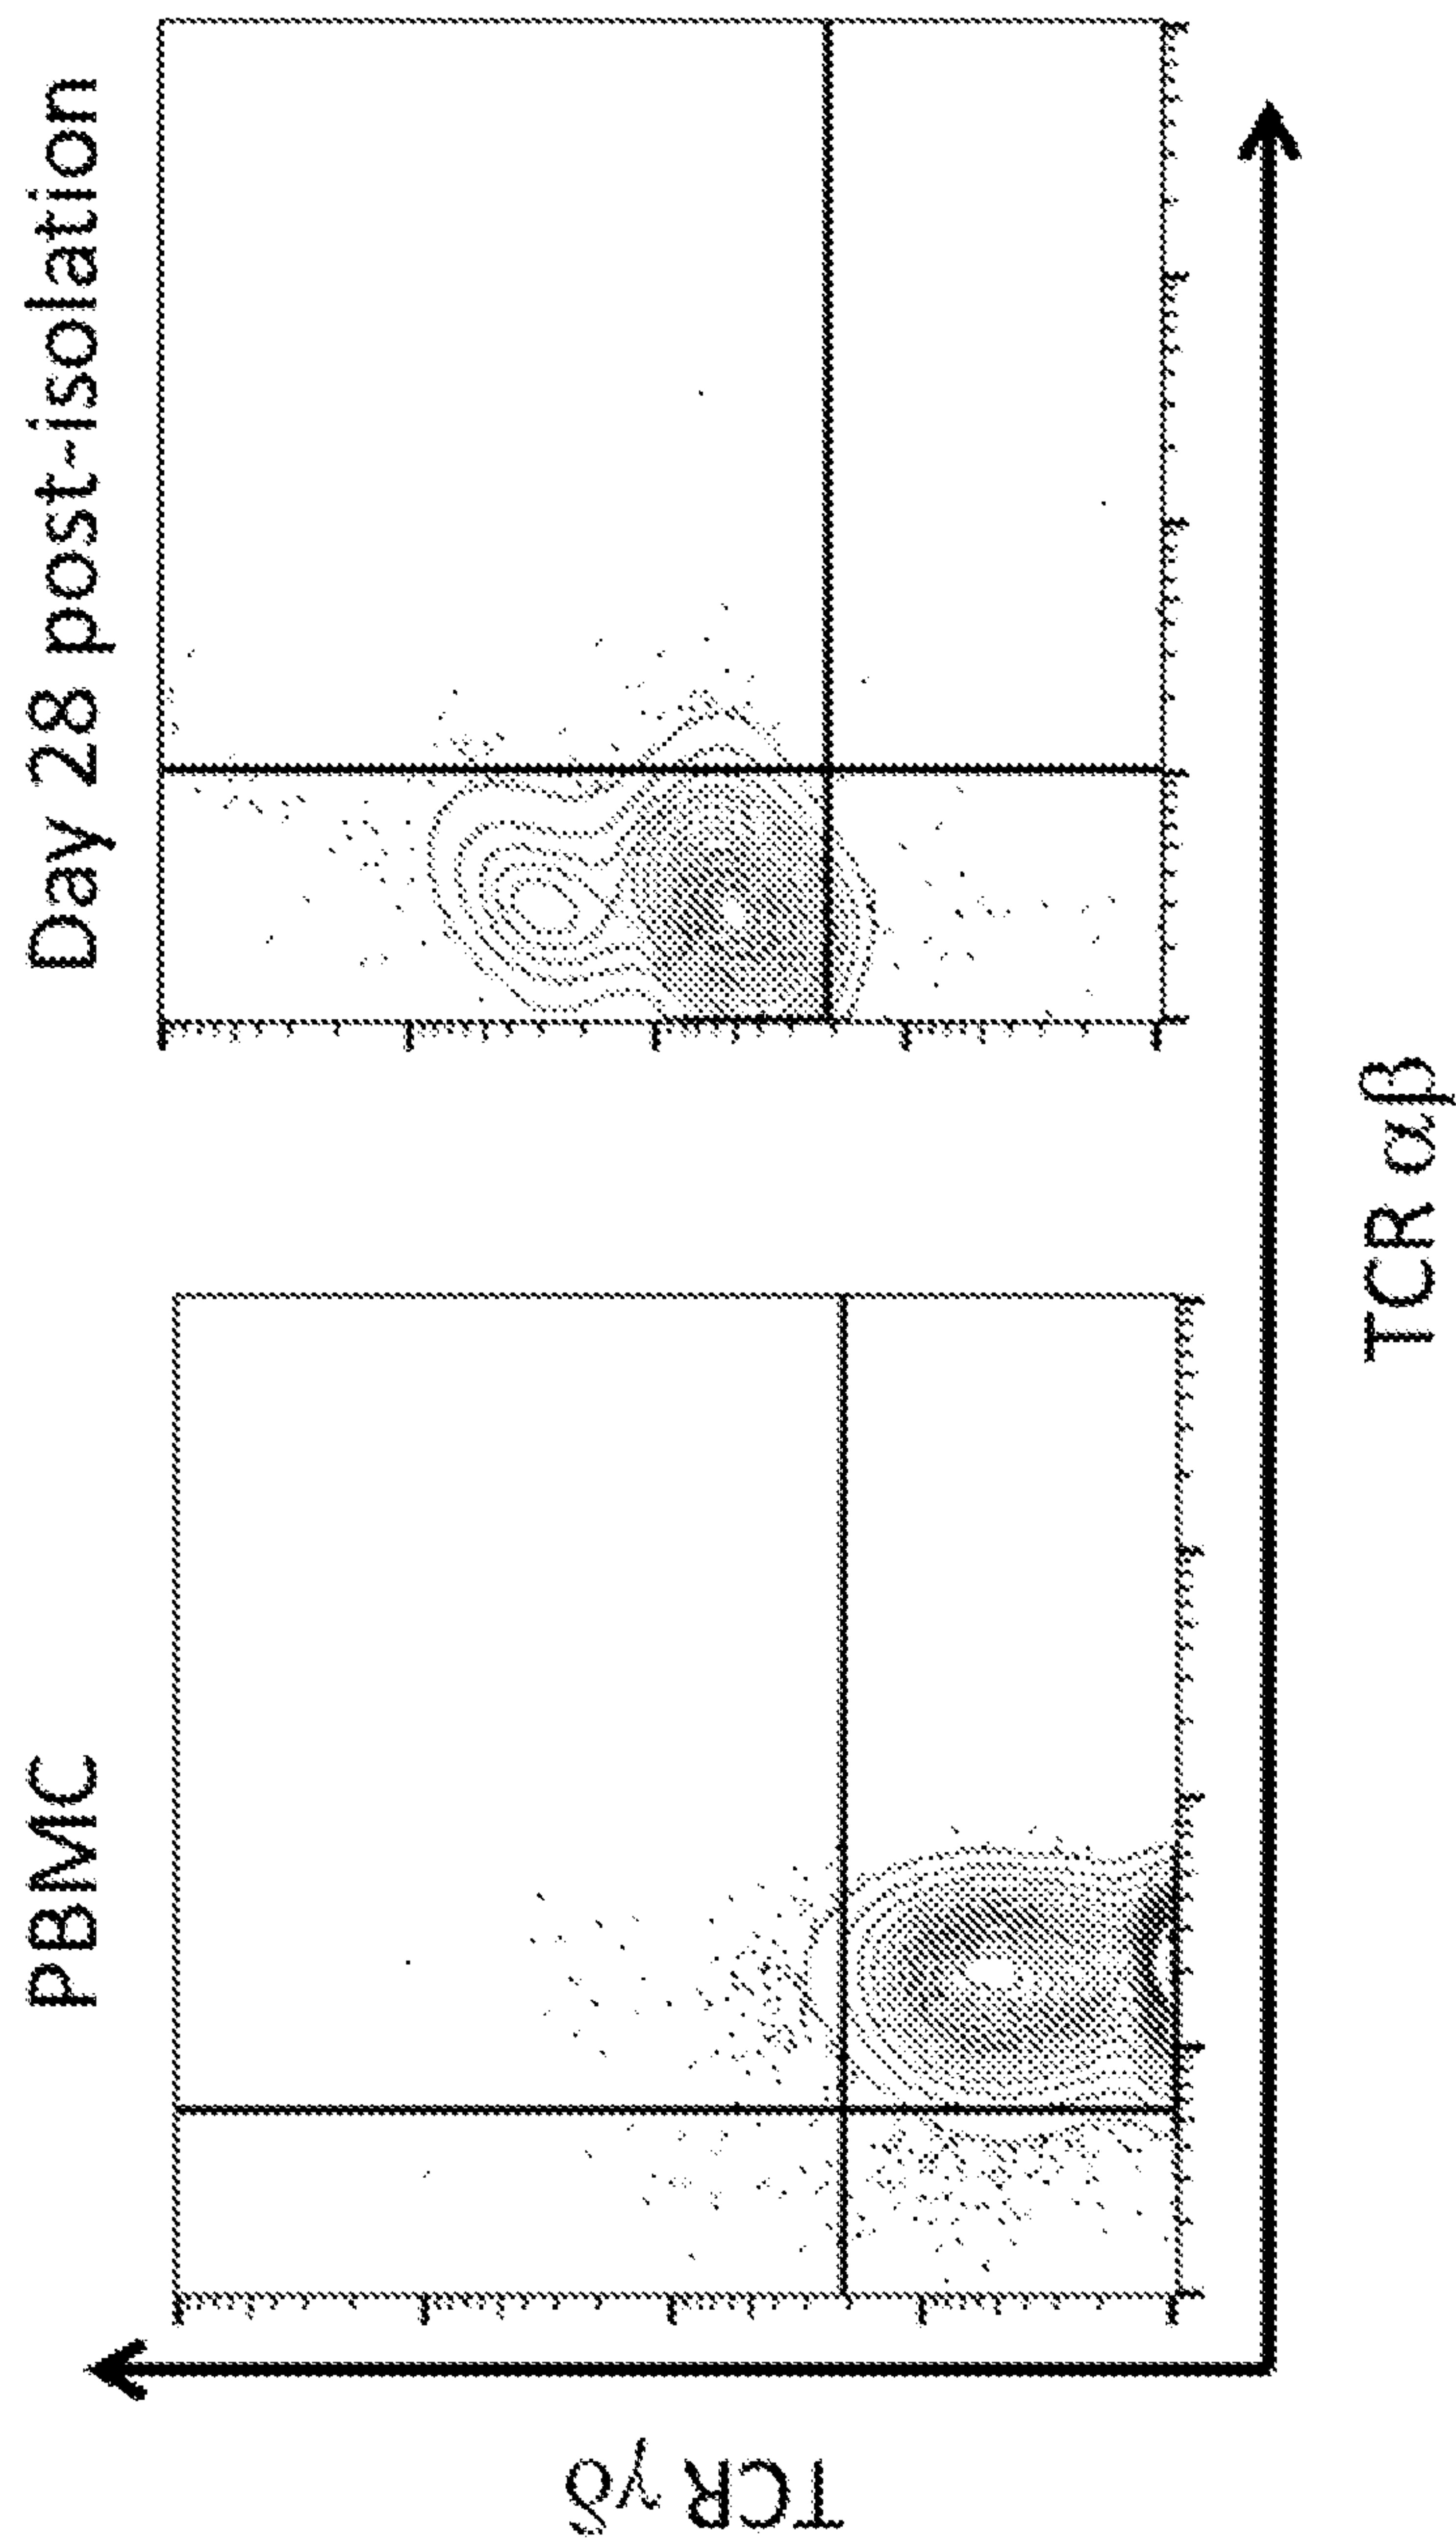 PBMC
Day 28 post-isolation
TCR γδ
TCR αβ